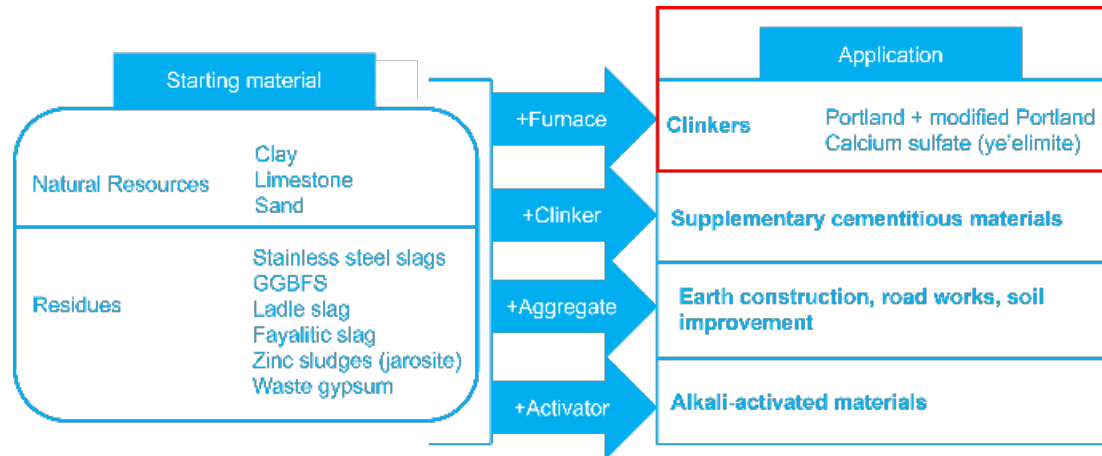 Starting material
Natural Resources
Clay
Limestone
Sand
Residues
Stainless steel slags
GGBFS
Ladle slag
Fayalitic slag
Zinc sludges (jarosite)
Waste gypsum
+Furnace
+Clinker
+Aggregate
+Activator
Application
Clinkers
Portland + modified Portland
Calcium sulfate (ye'elimite)
Supplementary cementitious materials
Earth construction, road works, soil
improvement
Alkali-activated materials